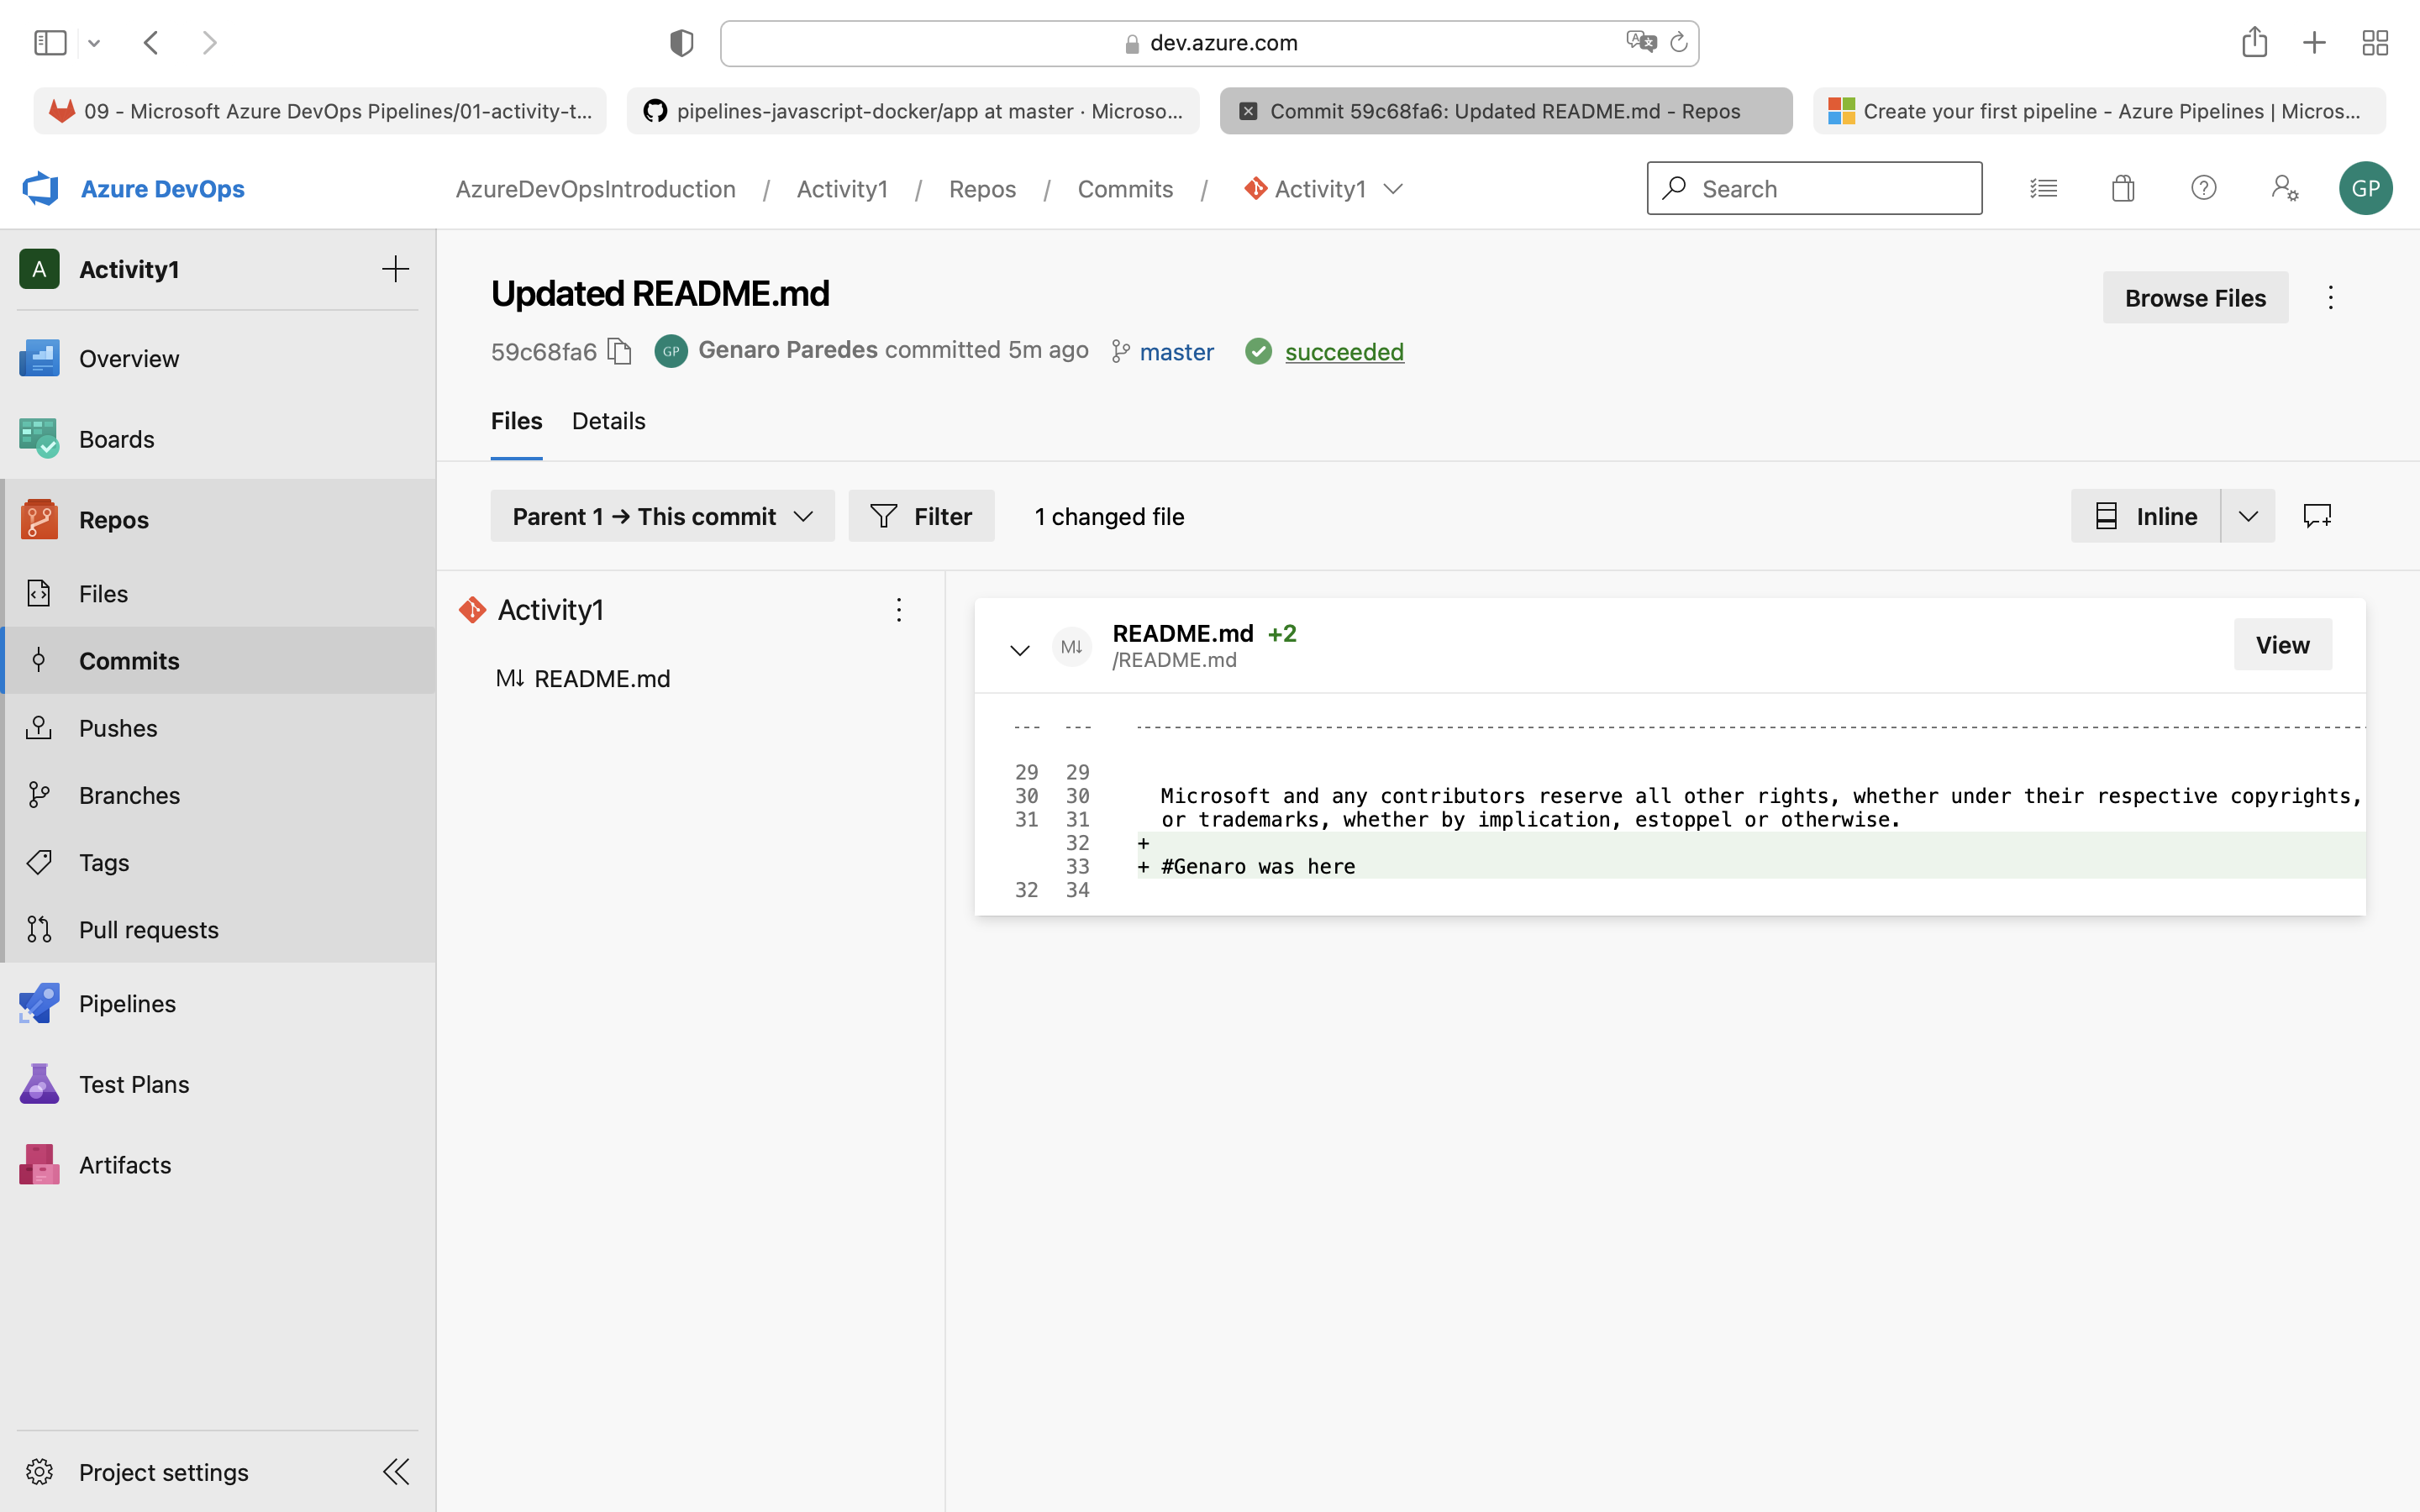 dev.azure.com
09 - Microsoft Azure DevOps Pipelines/01-activity-t...
pipelines-javascript-docker/app at master · Microso...
Commit 59c68fa6: Updated README.md - Repos
Create your first pipeline - Azure Pipelines | Micros...
Azure DevOps
AzureDevOpsIntroduction / Activity1 / Repos / Commits / Activity1
Search
GP
A Activity1
Overview
Boards
Repos
Files
Commits
Pushes
Branches
Tags
Pull requests
Pipelines
Test Plans
Artifacts
Project settings
Updated README.md
Browse Files
59c68fa6 GP Genaro Paredes committed 5m ago master succeeded
Files Details
Parent 1 → This commit Filter 1 changed file
Inline
Activity1
M↓ README.md
M↓ README.md +2
/README.md
View
--- ---
29 29
30 30 Microsoft and any contributors reserve all other rights, whether under their respective copyrights,
31 31 or trademarks, whether by implication, estoppel or otherwise.
32 +
33 + #Genaro was here
32 34